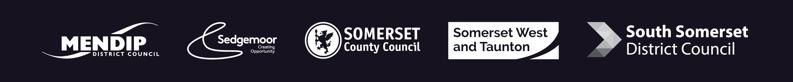 MENDIP
DISTRICT COUNCIL
Sedgemoor
Creating
Opportunity
SOMERSET
County Council
Somerset West
and Taunton
South Somerset
District Council